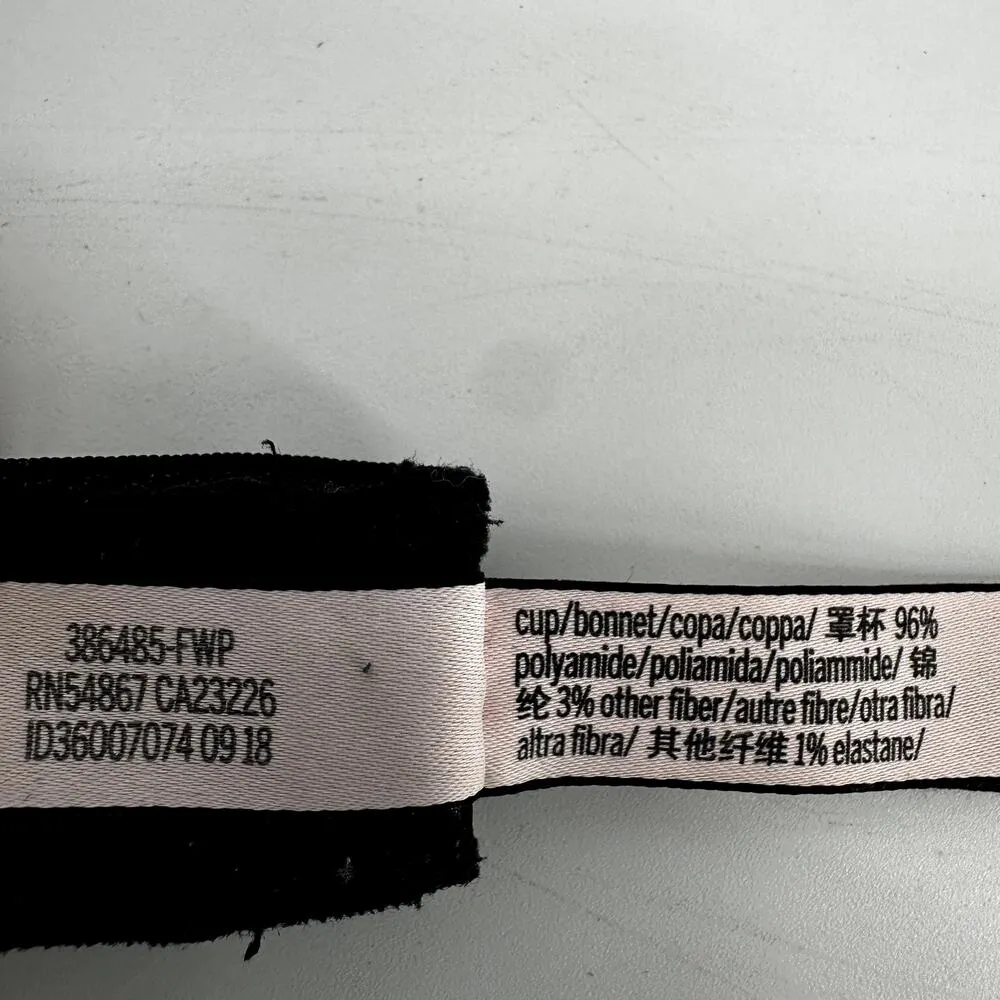 386485-FWP
RN54867 CA23226
ID36007074 09 18
cup/bonnet/copa/coppa/ 罩杯 96%
polyamide/poliamida/poliammide/ 锦
纶 3% other fiber/autre fibre/otra fibra/
altra fibra/ 其他纤维 1% elastane/